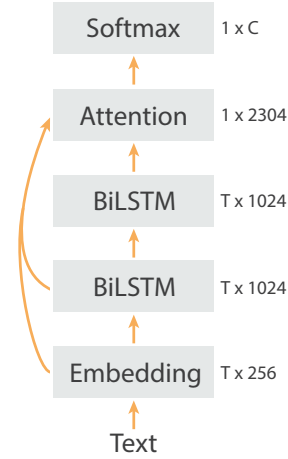 Softmax 1 x C
Attention 1 x 2304
BiLSTM T x 1024
BiLSTM T x 1024
Embedding T x 256
Text